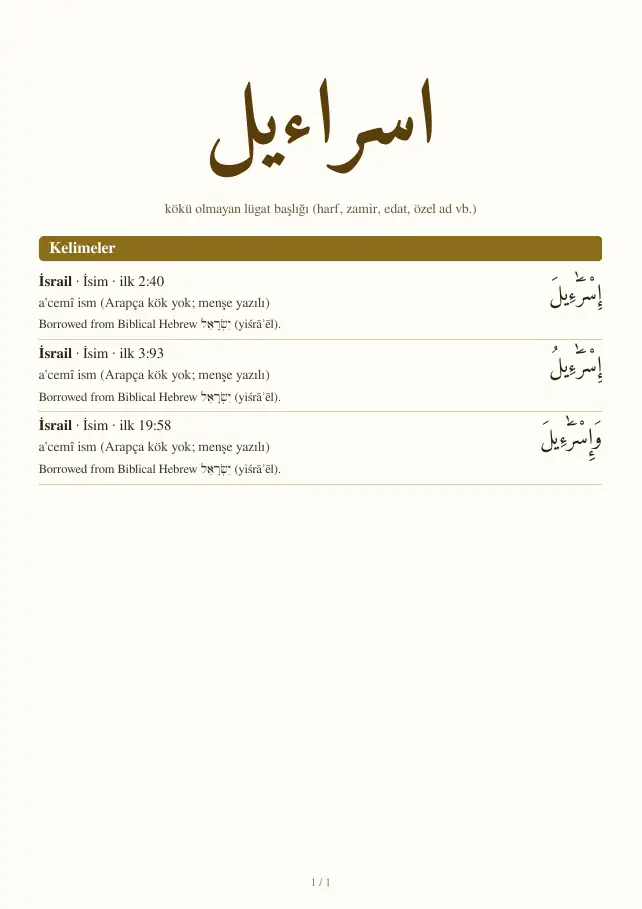 اسراءيل
kökü olmayan lügat başlığı (harf, zamir, edat, özel ad vb.)
Kelimeler
İsrail · İsim · ilk 2:40
إِسْرَٰٓءِيلَ
a'cemî ism (Arapça kök yok; menşe yazılı)
Borrowed from Biblical Hebrew יִשְׂרָאֵל (yiśrāʾēl).
İsrail · İsim · ilk 3:93
إِسْرَٰٓءِيلُ
a'cemî ism (Arapça kök yok; menşe yazılı)
Borrowed from Biblical Hebrew יִשְׂרָאֵל (yiśrāʾēl).
İsrail · İsim · ilk 19:58
وَإِسْرَٰٓءِيلَ
a'cemî ism (Arapça kök yok; menşe yazılı)
Borrowed from Biblical Hebrew יִשְׂרָאֵל (yiśrāʾēl).
1 / 1